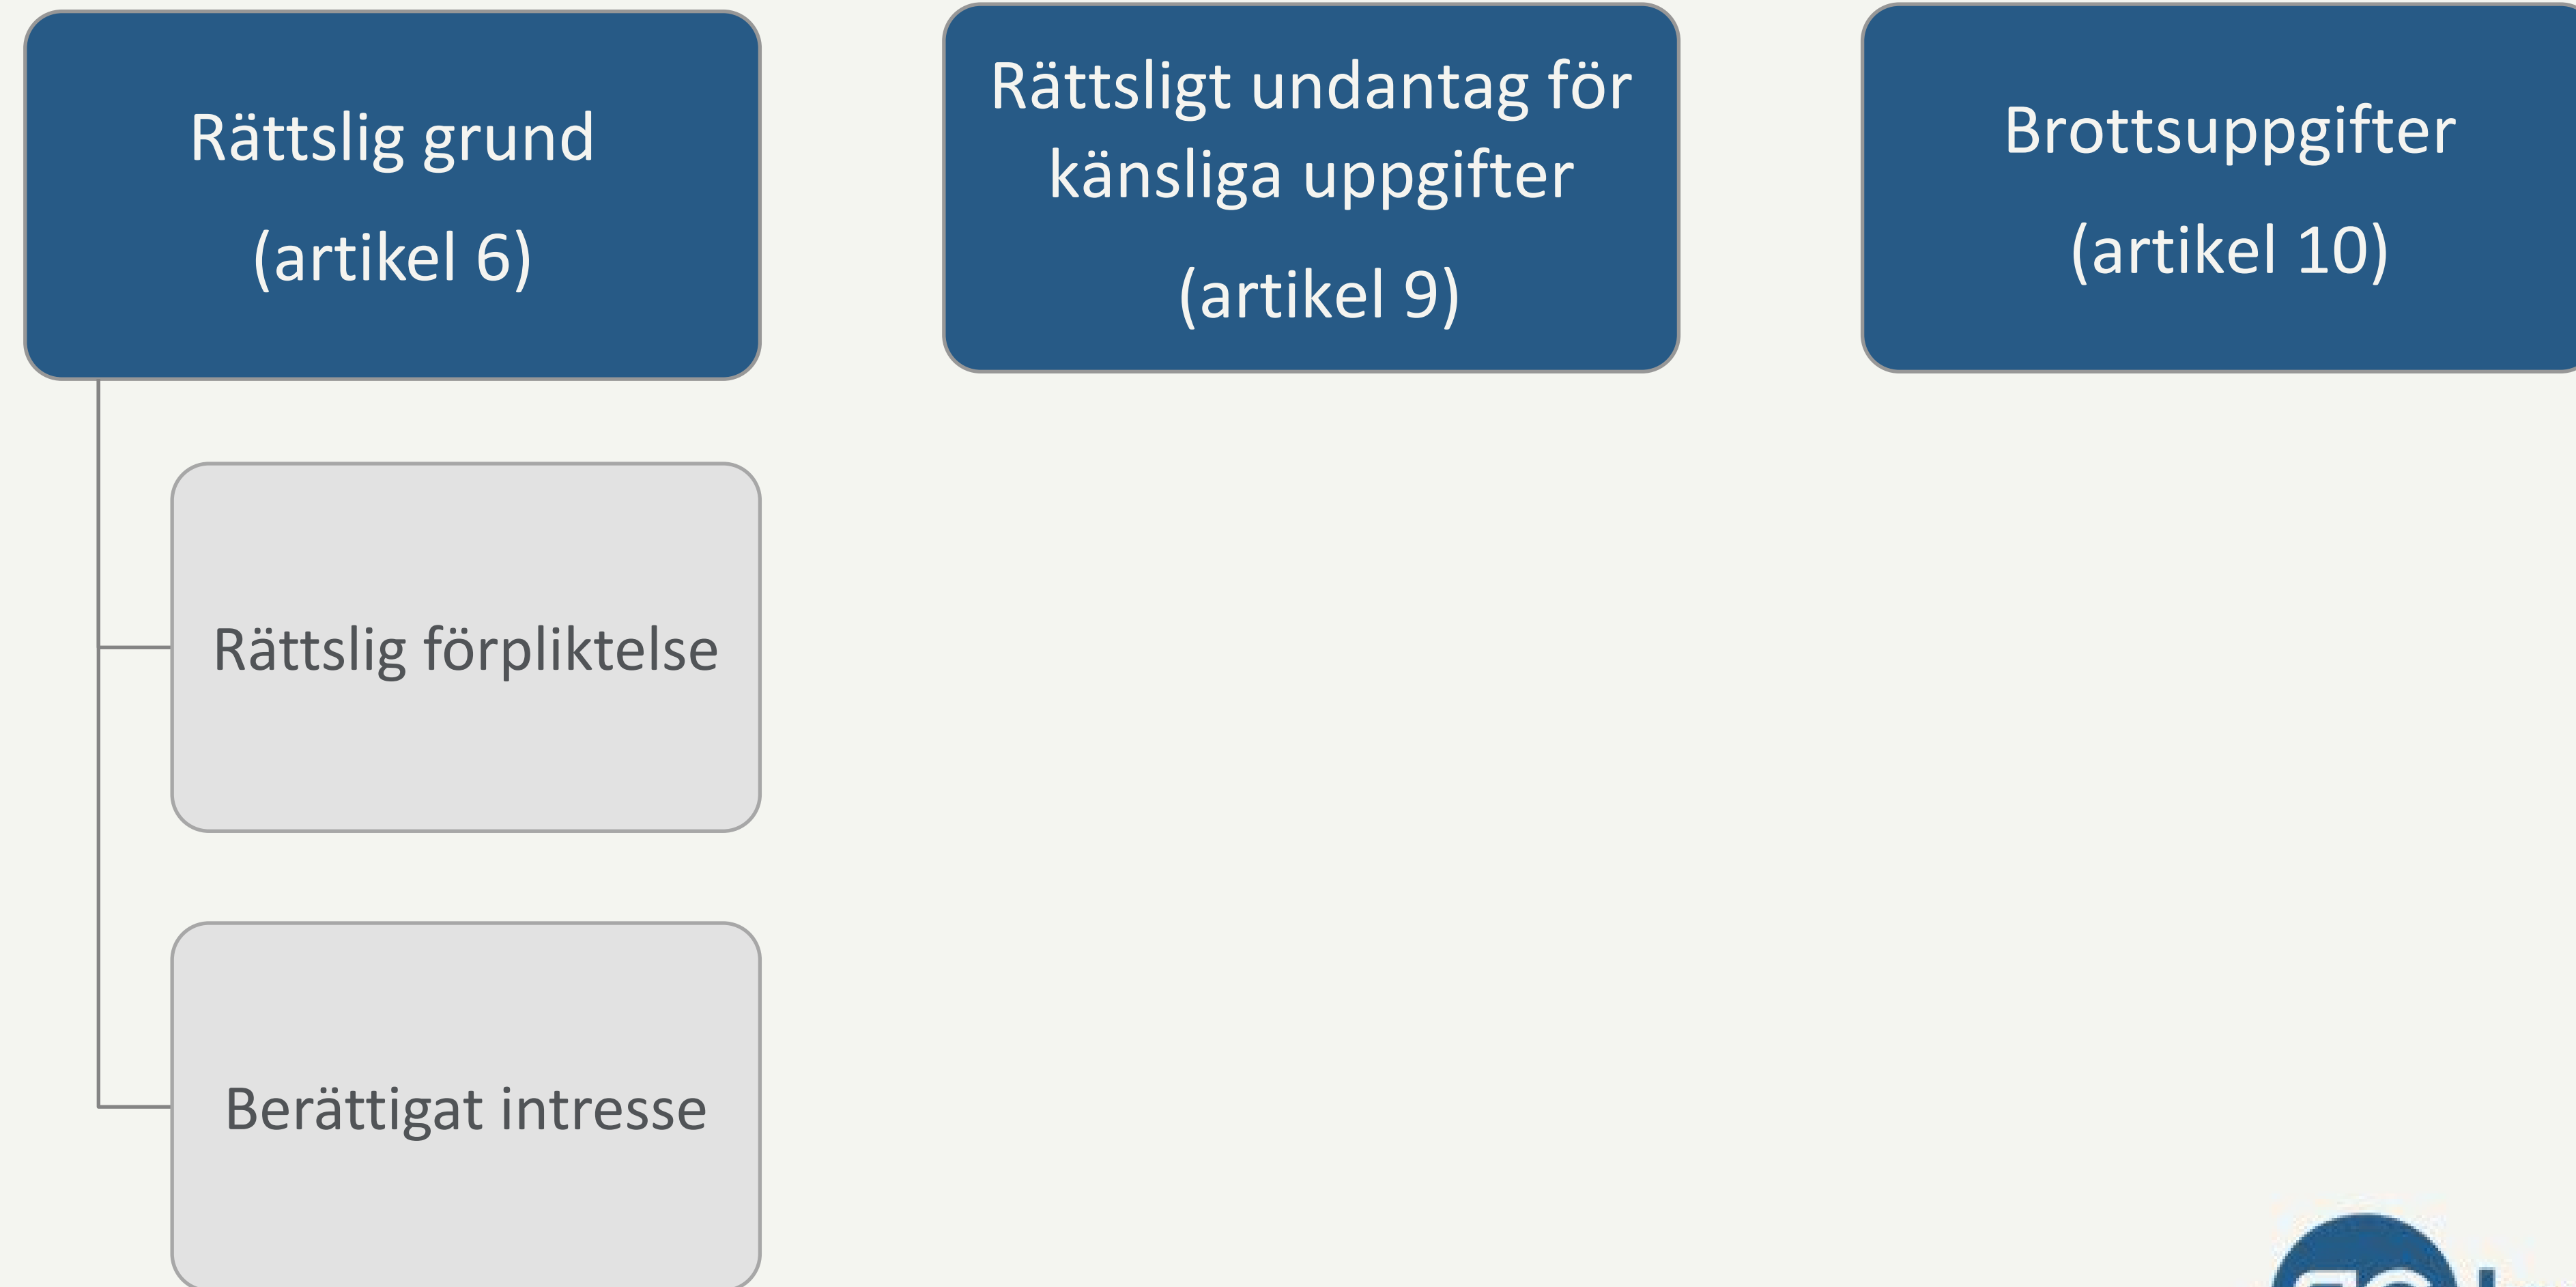 Rättslig grund
(artikel 6)
Rättsligt undantag för
känsliga uppgifter
(artikel 9)
Brottsuppgifter
(artikel 10)
Rättslig förpliktelse
Berättigat intresse